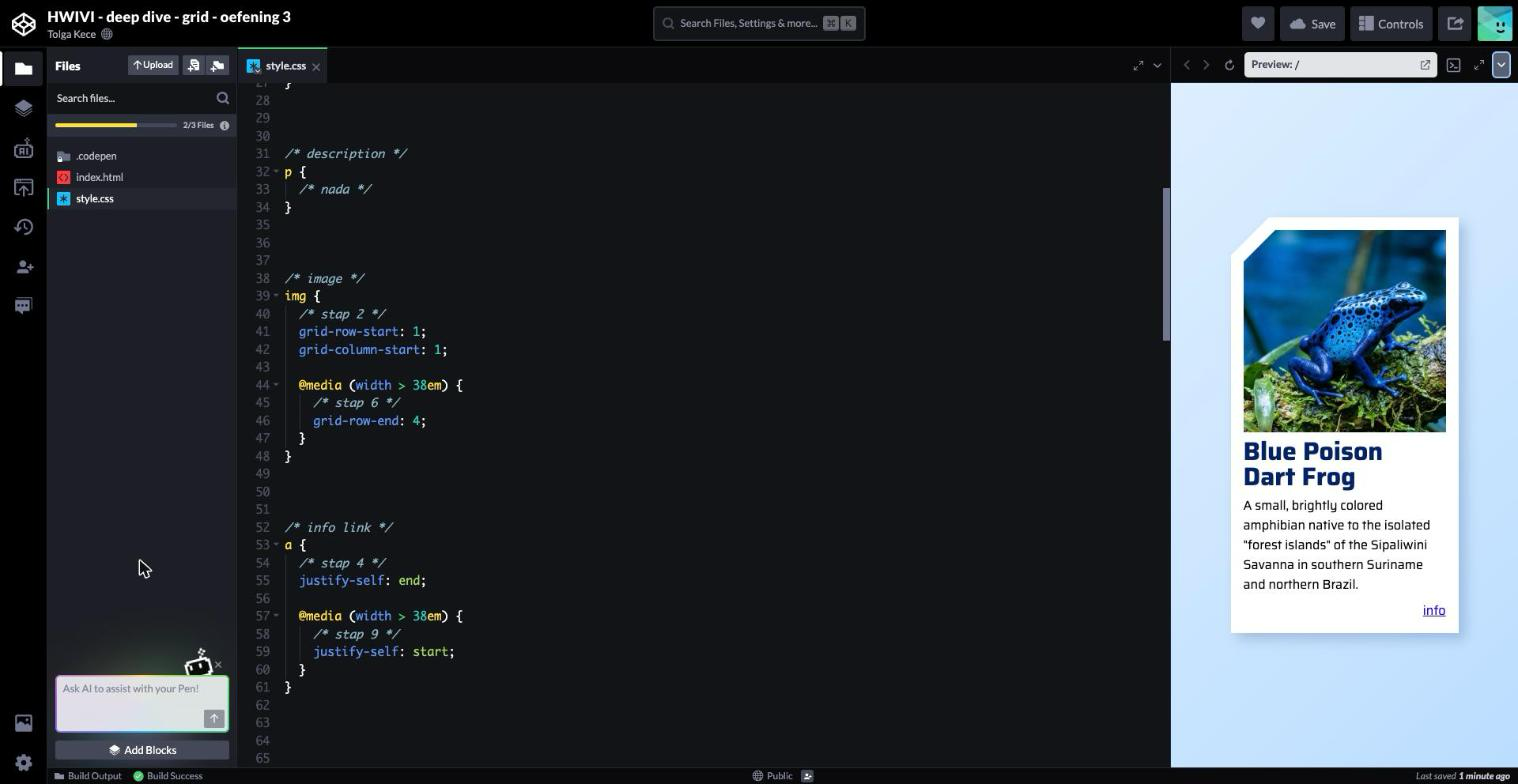 HWIVI - deep dive - grid - oefening 3
Tolga Kece
Search Files, Settings & more... ⌘ K
Save
Controls
Files
Upload
style.css ×
Preview: /
Search files...
2/3 Files
.codepen
index.html
style.css
27 }
28
29
30
31 /* description */
32 p {
33 /* nada */
34 }
35
36
37
38 /* image */
39 img {
40 /* stap 2 */
41 grid-row-start: 1;
42 grid-column-start: 1;
43
44 @media (width > 38em) {
45 /* stap 6 */
46 grid-row-end: 4;
47 }
48 }
49
50
51
52 /* info link */
53 a {
54 /* stap 4 */
55 justify-self: end;
56
57 @media (width > 38em) {
58 /* stap 9 */
59 justify-self: start;
60 }
61 }
62
63
64
65
Blue Poison
Dart Frog
A small, brightly colored
amphibian native to the isolated
"forest islands" of the Sipaliwini
Savanna in southern Suriname
and northern Brazil.
info
AI
Ask AI to assist with your Pen!
Add Blocks
Build Output
Build Success
Public
Last saved 1 minute ago